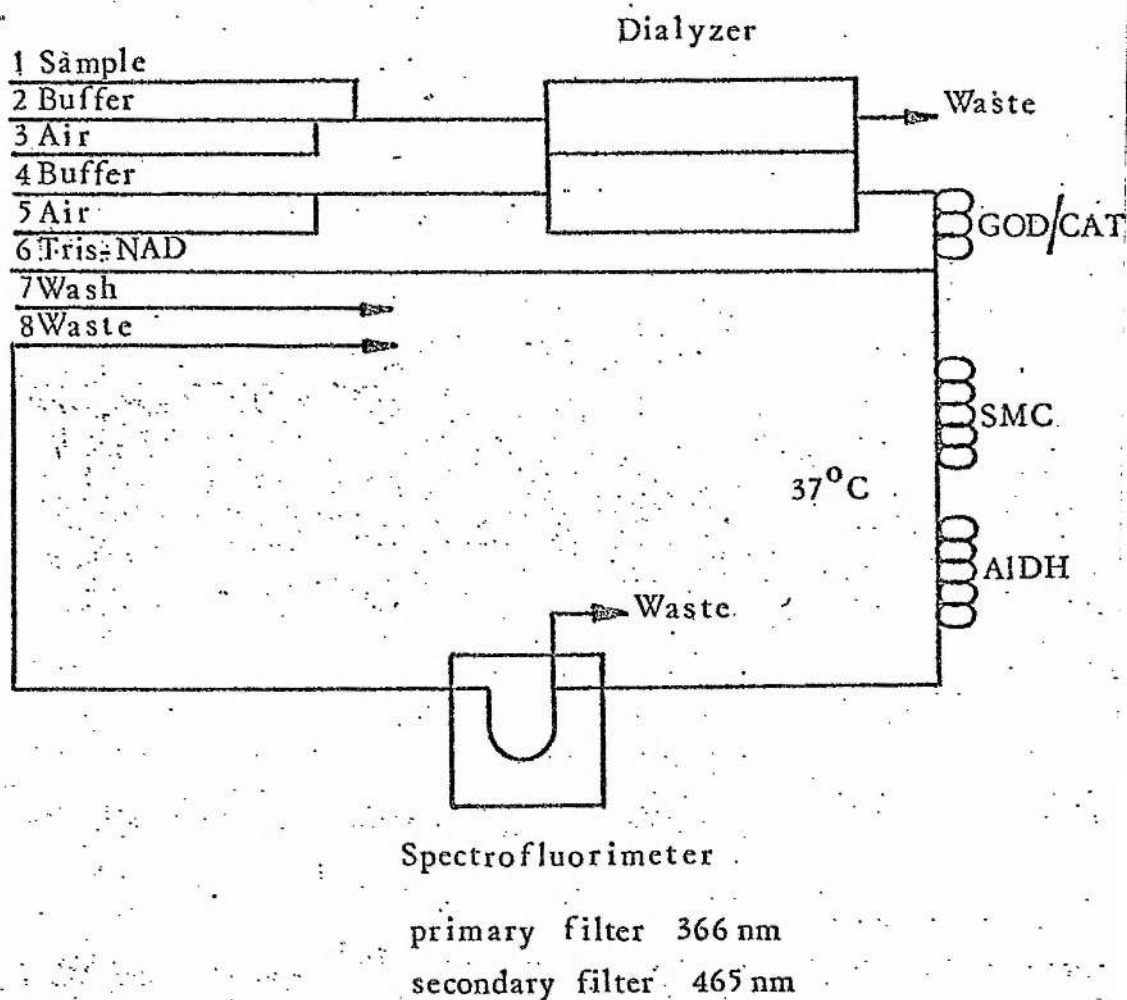 Dialyzer
1 Sample
2 Buffer
3 Air
4 Buffer
5 Air
6 Tris-NAD
7 Wash
8 Waste
Waste
GOD/CAT
SMC
37°C
AlDH
Waste
Spectrofluorimeter
primary filter 366 nm
secondary filter 465 nm